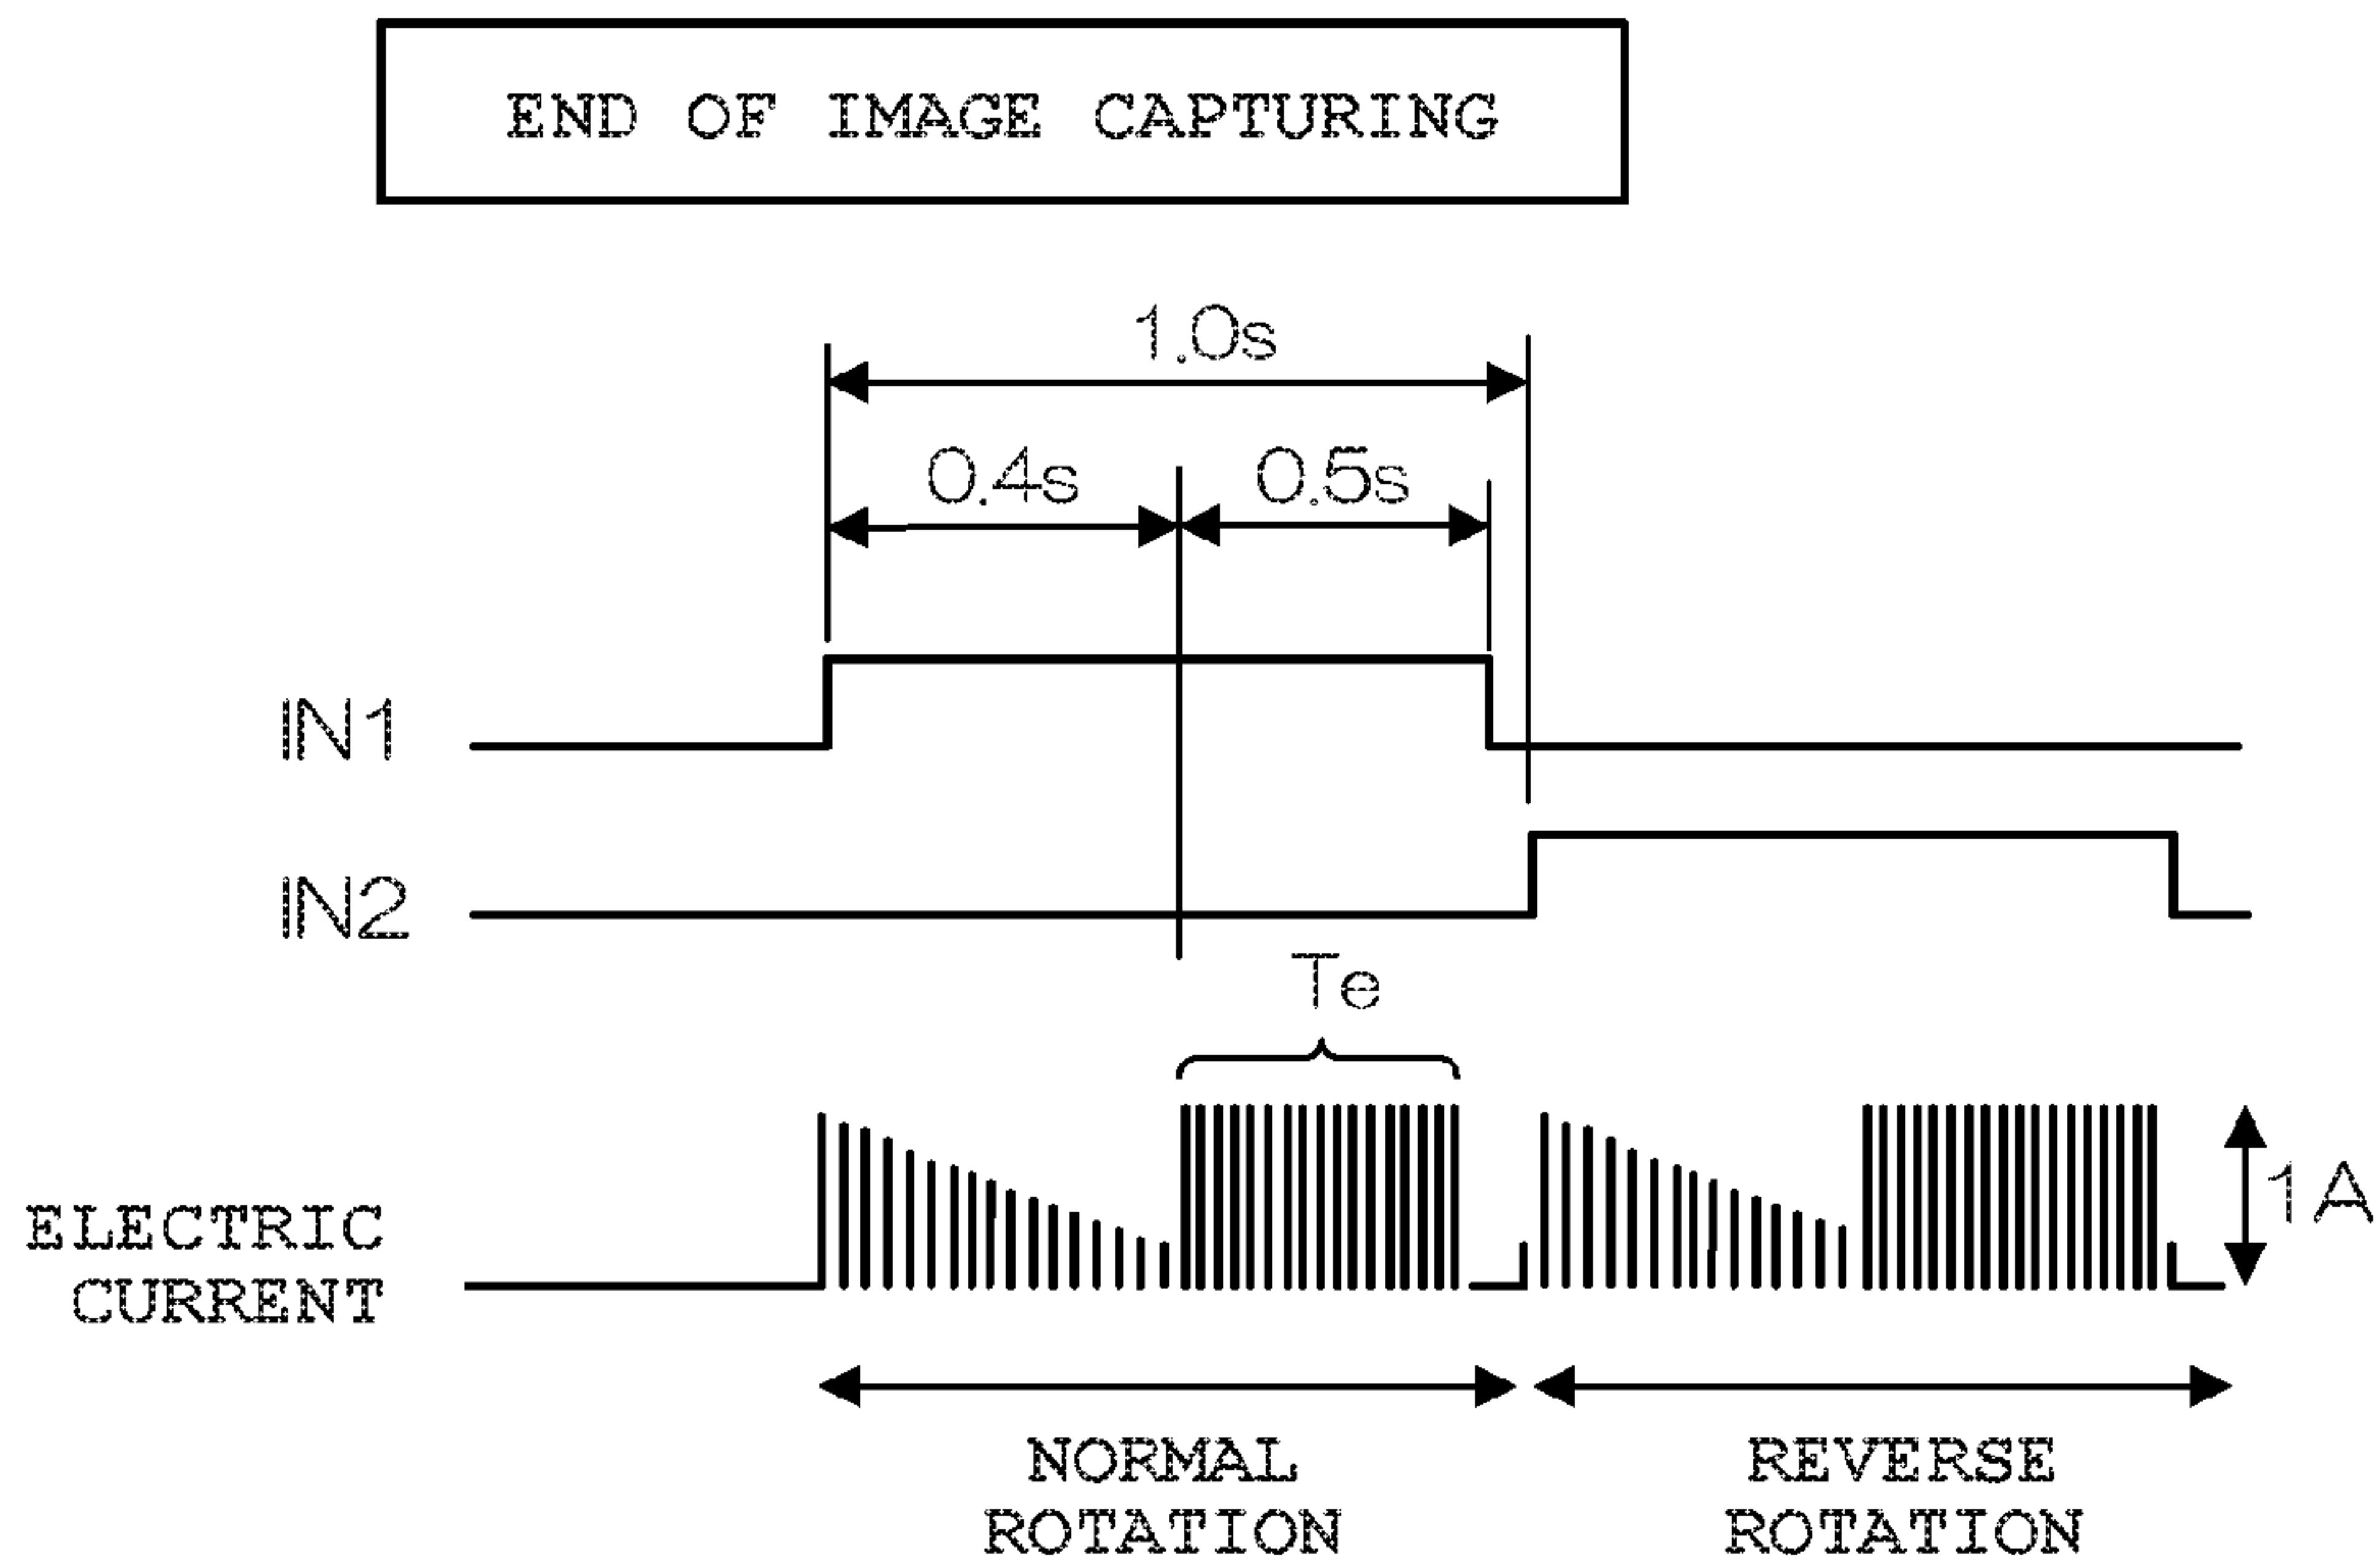 END OF IMAGE CAPTURING
1.0s
0.4s
0.5s
IN1
IN2
Te
ELECTRIC
CURRENT
1A
NORMAL
ROTATION
REVERSE
ROTATION